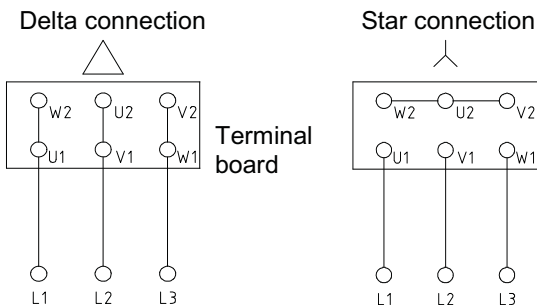 Delta connection
Star connection
W2 U2 V2
U1 V1 W1
Terminal
board
L1 L2 L3
W2 U2 V2
U1 V1 W1
L1 L2 L3